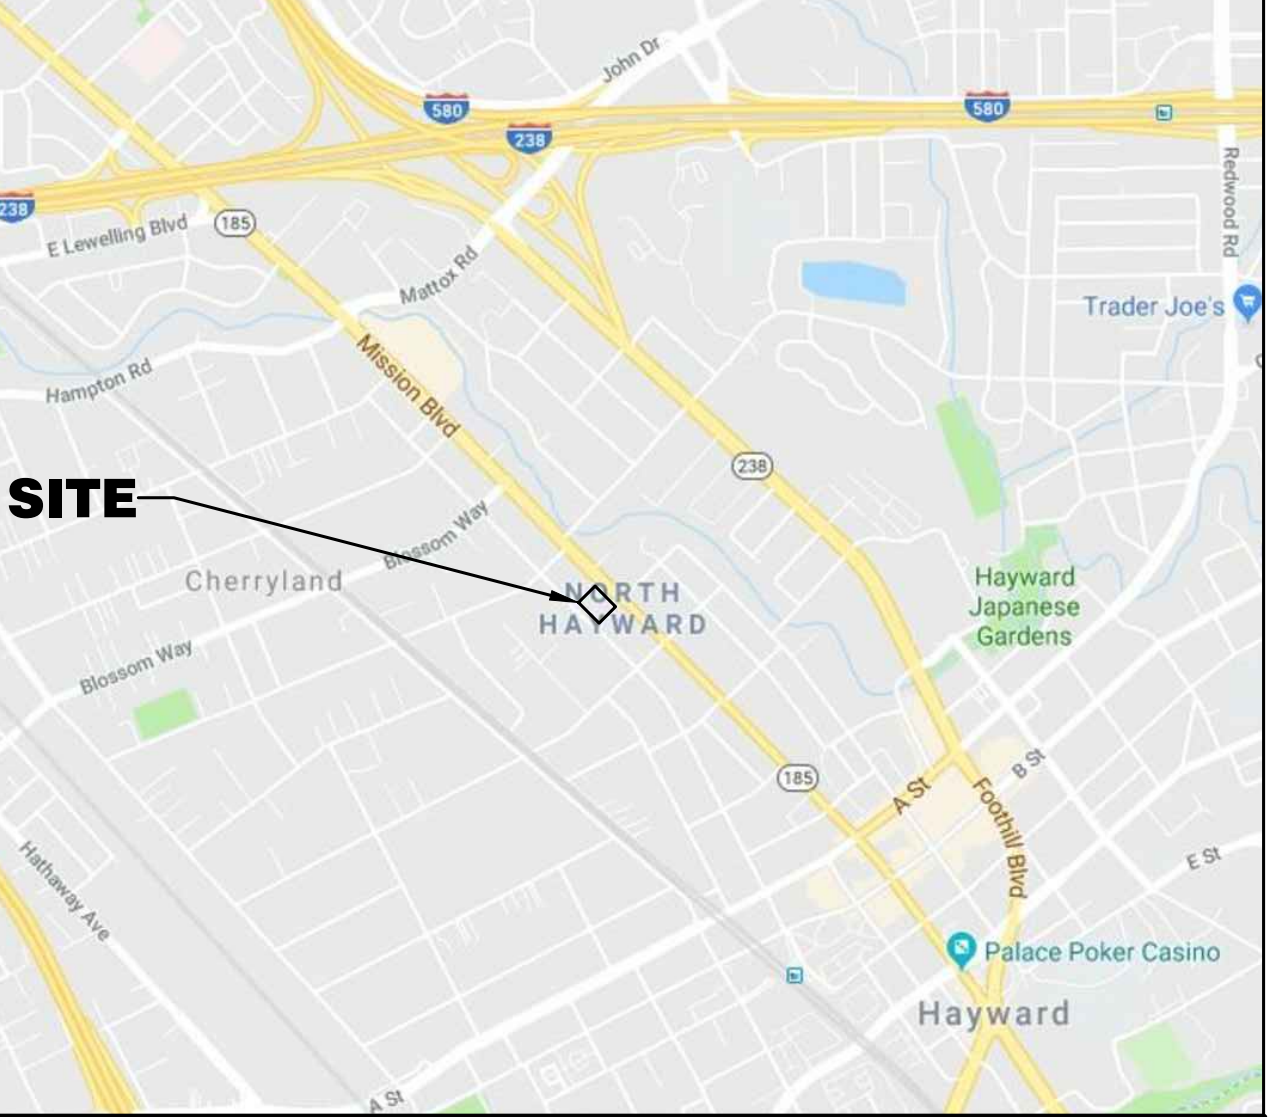 John Dr
580
580
238
238
185
E Lewelling Blvd
Redwood Rd
Mattox Rd
Trader Joe's
Hampton Rd
Mission Blvd
238
SITE
Blossom Way
Cherryland
NORTH
HAYWARD
Hayward
Japanese
Gardens
Blossom Way
185
A St
B St
Foothill Blvd
Hathaway Ave
E St
Palace Poker Casino
Hayward
A St